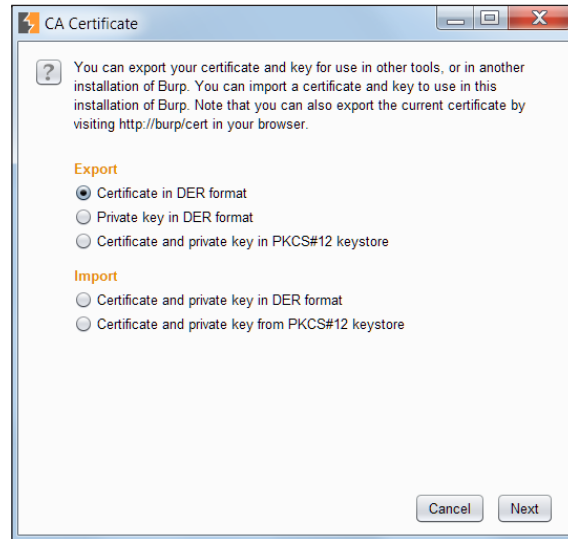 CA Certificate
You can export your certificate and key for use in other tools, or in another
installation of Burp. You can import a certificate and key to use in this
installation of Burp. Note that you can also export the current certificate by
visiting http://burp/cert in your browser.
Export
Certificate in DER format
Private key in DER format
Certificate and private key in PKCS#12 keystore
Import
Certificate and private key in DER format
Certificate and private key from PKCS#12 keystore
Cancel Next